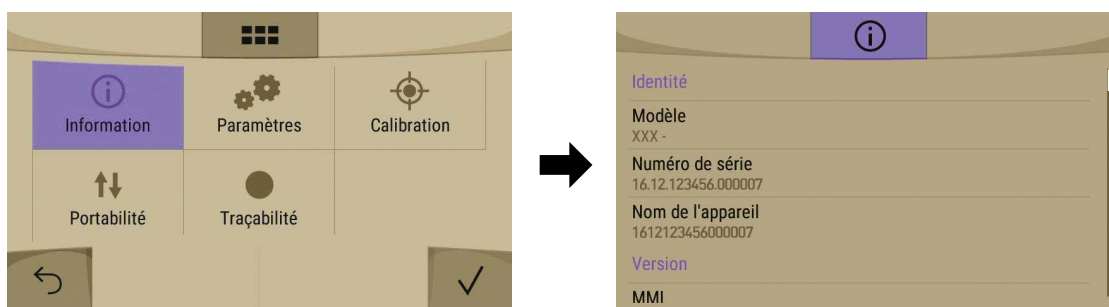 Information
Paramètres
Calibration
Portabilité
Traçabilité
Identité
Modèle
XXX -
Numéro de série
16.12.123456.000007
Nom de l'appareil
1612123456000007
Version
MMI